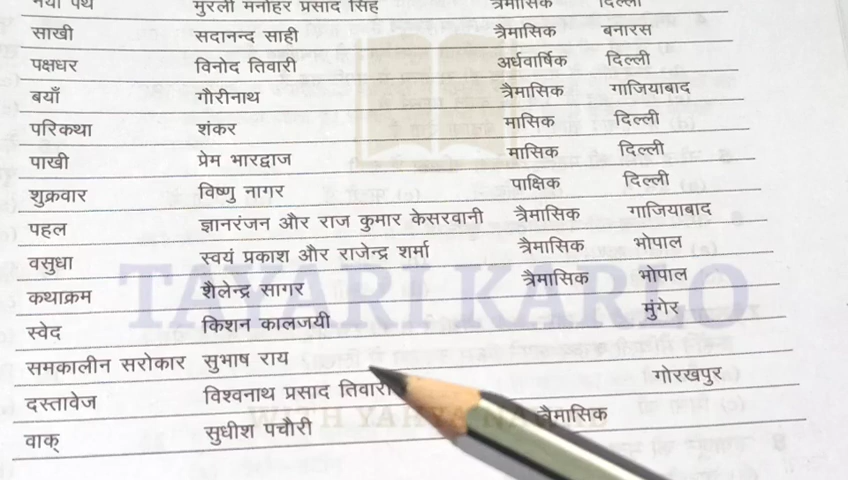 नया पथ मुरली मनोहर प्रसाद सिंह त्रैमासिक दिल्ली
साखी सदानन्द साही त्रैमासिक बनारस
पक्षधर विनोद तिवारी अर्धवार्षिक दिल्ली
बयाँ गौरीनाथ त्रैमासिक गाजियाबाद
परिकथा शंकर मासिक दिल्ली
पाखी प्रेम भारद्वाज मासिक दिल्ली
शुक्रवार विष्णु नागर पाक्षिक दिल्ली
पहल ज्ञानरंजन और राज कुमार केसरवानी त्रैमासिक गाजियाबाद
वसुधा स्वयं प्रकाश और राजेन्द्र शर्मा त्रैमासिक भोपाल
कथाक्रम शैलेन्द्र सागर त्रैमासिक भोपाल
स्वेद किशन कालजयी मुंगेर
समकालीन सरोकार सुभाष राय
दस्तावेज विश्वनाथ प्रसाद तिवारी गोरखपुर
वाक् सुधीश पचौरी त्रैमासिक
TAYARI KARLO